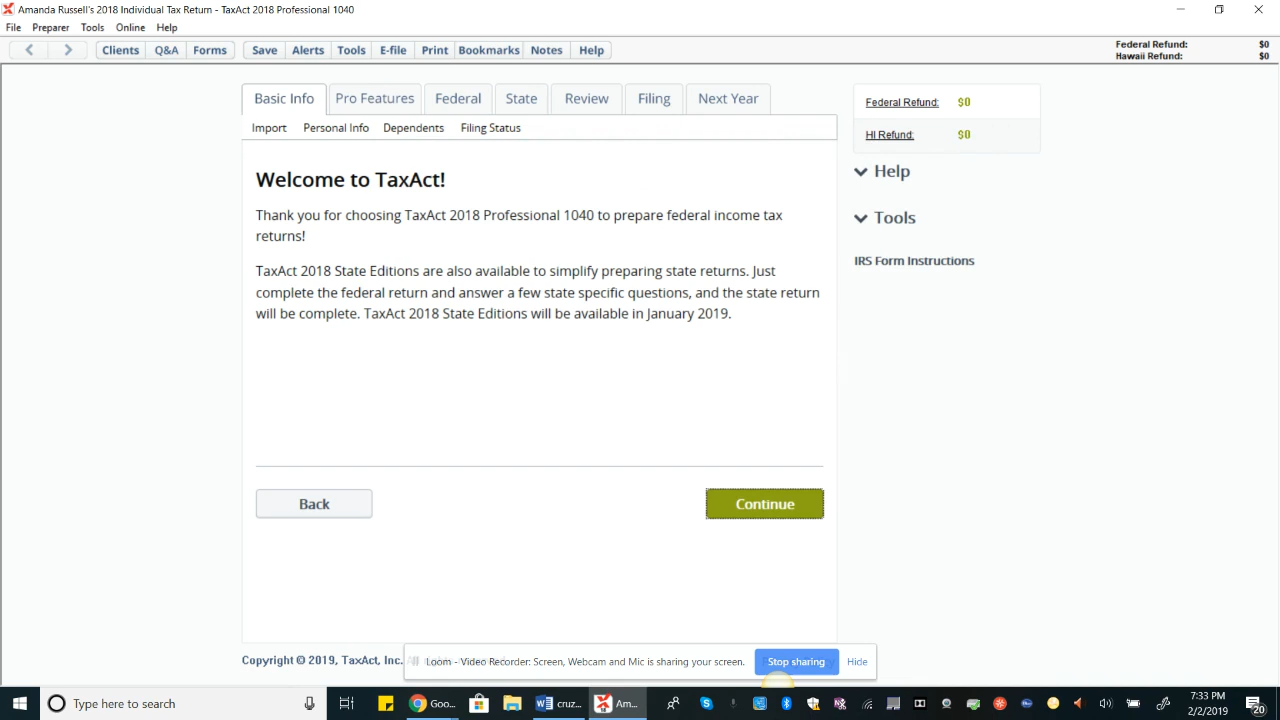 Amanda Russell's 2018 Individual Tax Return - TaxAct 2018 Professional 1040
File Preparer Tools Online Help
Clients Q&A Forms Save Alerts Tools E-file Print Bookmarks Notes Help
Federal Refund: $0
Hawaii Refund: $0
Basic Info Pro Features Federal State Review Filing Next Year
Import Personal Info Dependents Filing Status
Welcome to TaxAct!
Thank you for choosing TaxAct 2018 Professional 1040 to prepare federal income tax
returns!
TaxAct 2018 State Editions are also available to simplify preparing state returns. Just
complete the federal return and answer a few state specific questions, and the state return
will be complete. TaxAct 2018 State Editions will be available in January 2019.
Back Continue
Federal Refund: $0
HI Refund: $0
Help
Tools
IRS Form Instructions
Copyright © 2019, TaxAct, Inc.
Loom - Video Recorder: Screen, Webcam and Mic is sharing your screen. Stop sharing Hide
Type here to search
Goo...
cruz...
Am...
7:33 PM
2/2/2019
20